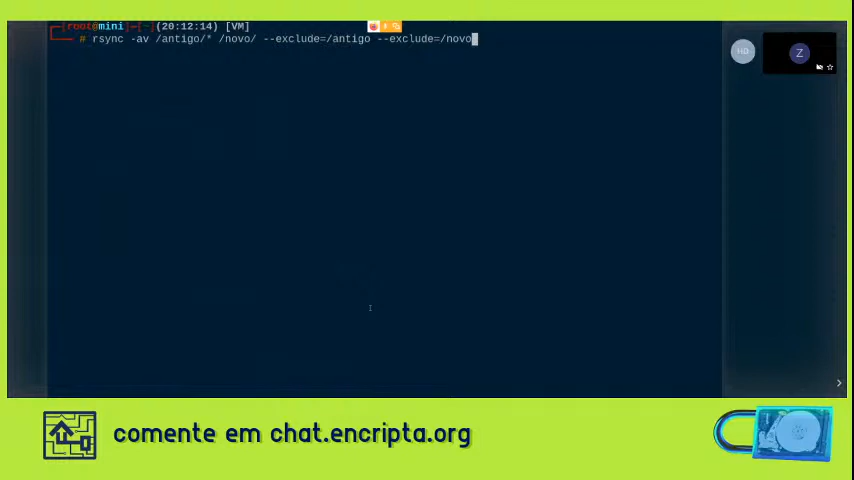 [root@mini]─[~](20:12:14) [VM]
# rsync -av /antigo/* /novo/ --exclude=/antigo --exclude=/novo
HD
Z
comente em chat.encripta.org